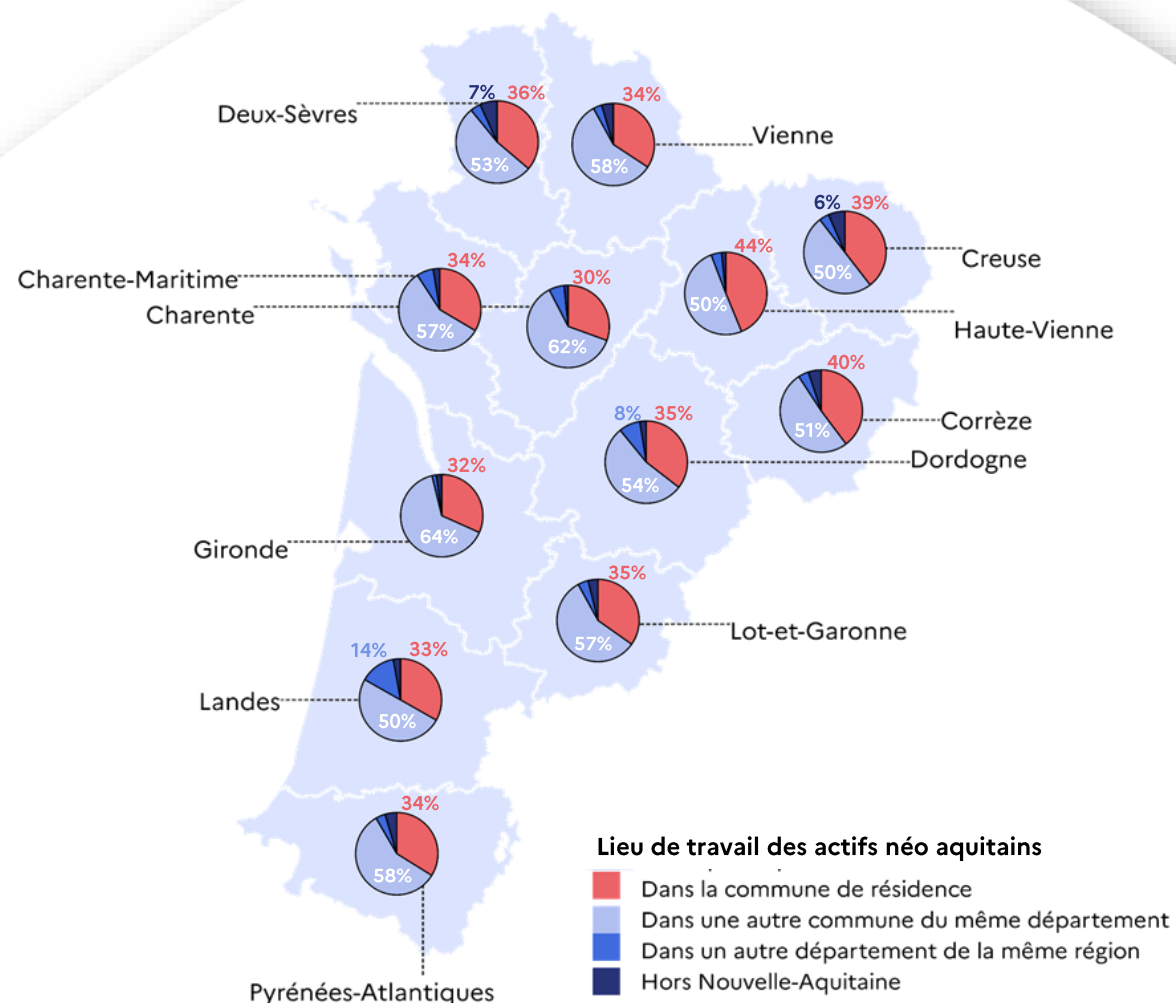 7% 36%
34%
Deux-Sèvres
Vienne
53%
58%
6% 39%
44%
Creuse
34%
50%
Charente-Maritime
30%
Charente
50%
Haute-Vienne
57%
62%
40%
8% 35%
Corrèze
51%
Dordogne
32%
54%
64%
Gironde
35%
Lot-et-Garonne
57%
14% 33%
Landes
50%
34%
58%
Pyrénées-Atlantiques
Lieu de travail des actifs néo aquitains
Dans la commune de résidence
Dans une autre commune du même département
Dans un autre département de la même région
Hors Nouvelle-Aquitaine